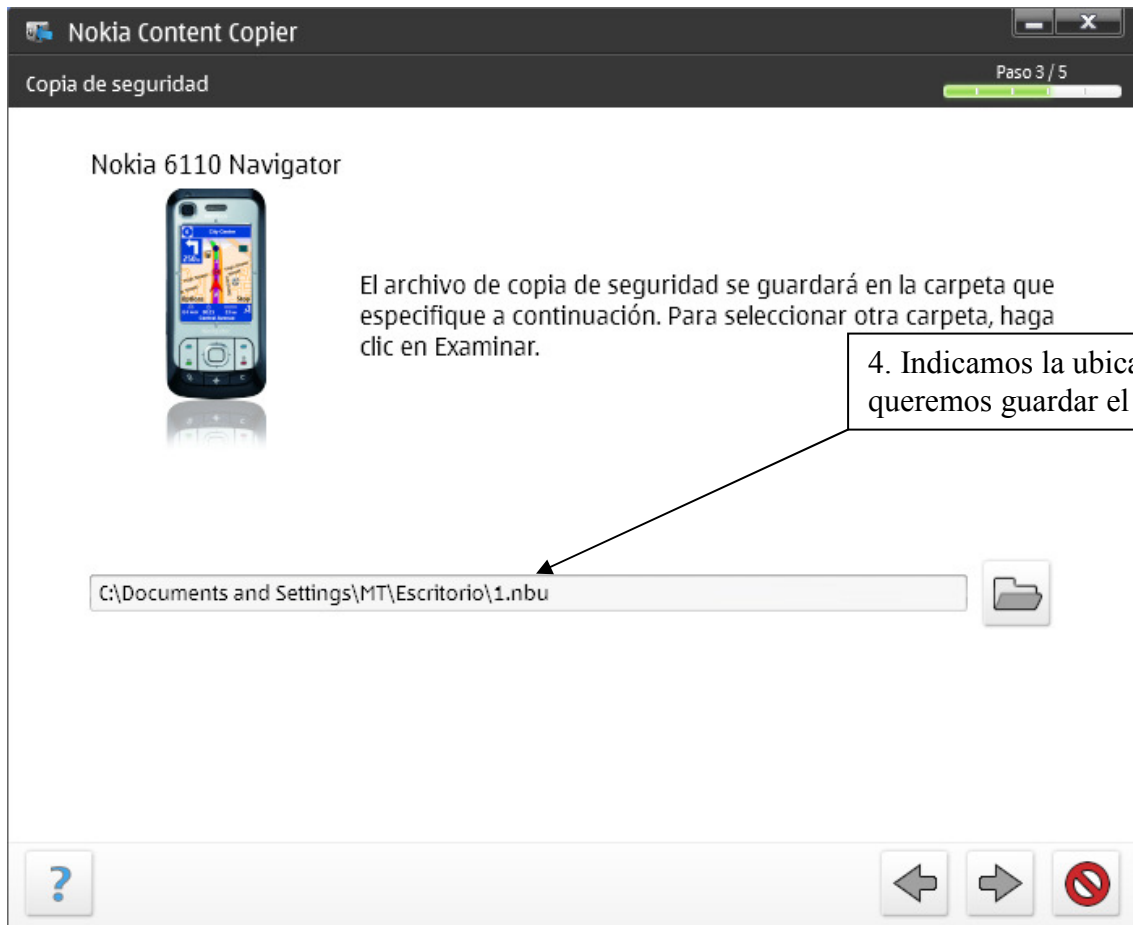 Nokia Content Copier
Copia de seguridad
Paso 3 / 5
Nokia 6110 Navigator
El archivo de copia de seguridad se guardará en la carpeta que
especifique a continuación. Para seleccionar otra carpeta, haga
clic en Examinar.
4. Indicamos la
queremos guardar el
C:\Documents and Settings\MT\Escritorio\1.nbu